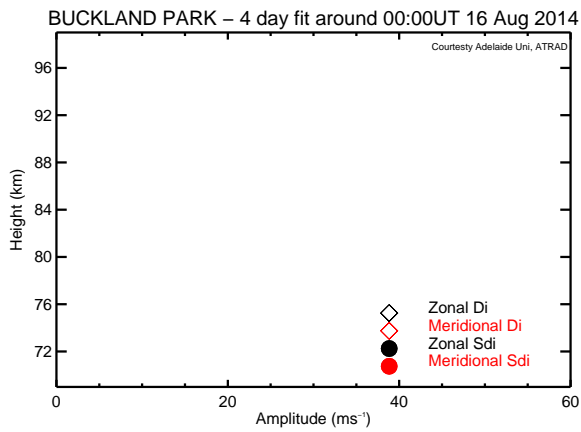 BUCKLAND PARK – 4 day fit around 00:00UT 16 Aug 2014
Courtesty Adelaide Uni, ATRAD
96
92
88
84
80
76
72
Height (km)
Zonal Di
Meridional Di
Zonal Sdi
Meridional Sdi
0 20 40 60
Amplitude (ms⁻¹)